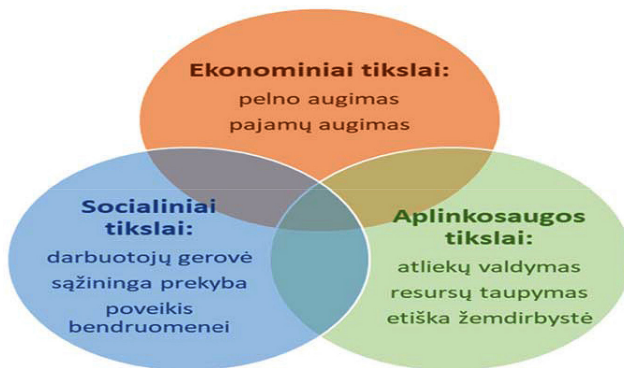 Ekonominiai tikslai:
pelno augimas
pajamų augimas
Socialiniai
tikslai:
darbuotojų gerovė
sąžininga prekyba
poveikis
bendruomenei
Aplinkosaugos
tikslai:
atliekų valdymas
resursų taupymas
etiška žemdirbystė